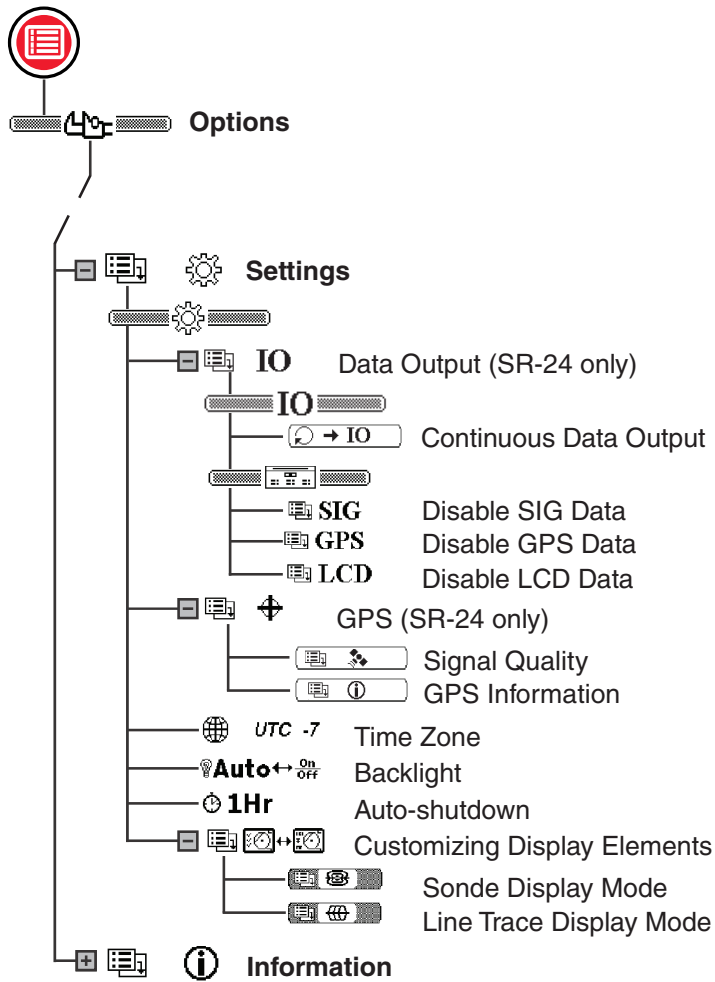 Options
Settings
IO Data Output (SR-24 only)
IO
IO Continuous Data Output
SIG Disable SIG Data
GPS Disable GPS Data
LCD Disable LCD Data
GPS (SR-24 only)
Signal Quality
GPS Information
UTC -7 Time Zone
Auto On Off Backlight
1Hr Auto-shutdown
Customizing Display Elements
Sonde Display Mode
Line Trace Display Mode
Information